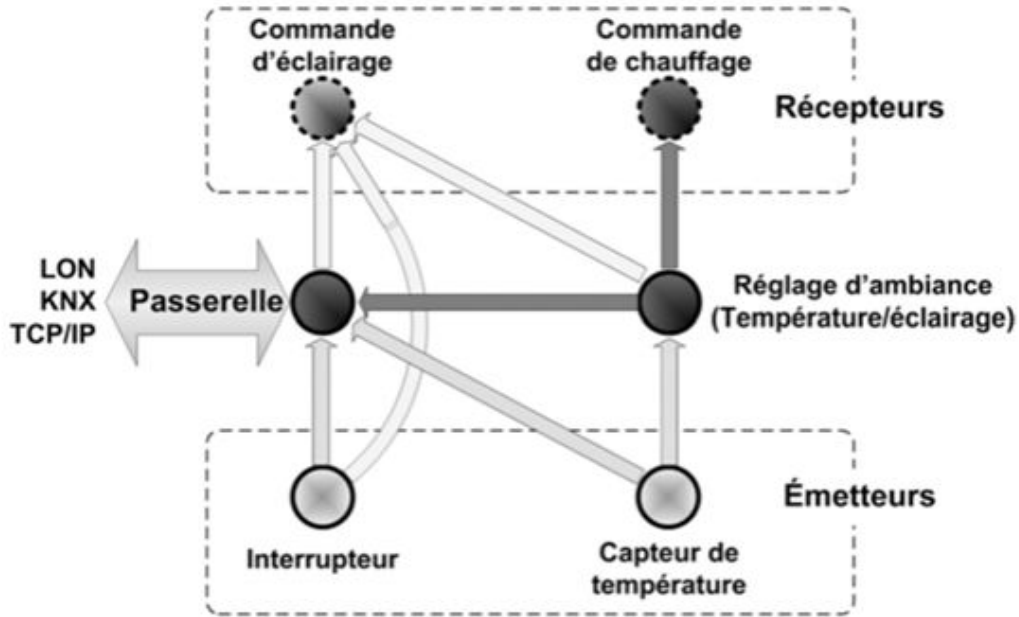 Commande
d'éclairage
Commande
de chauffage
Récepteurs
LON
KNX
TCP/IP
Passerelle
Réglage d'ambiance
(Température/éclairage)
Émetteurs
Interrupteur
Capteur de
température